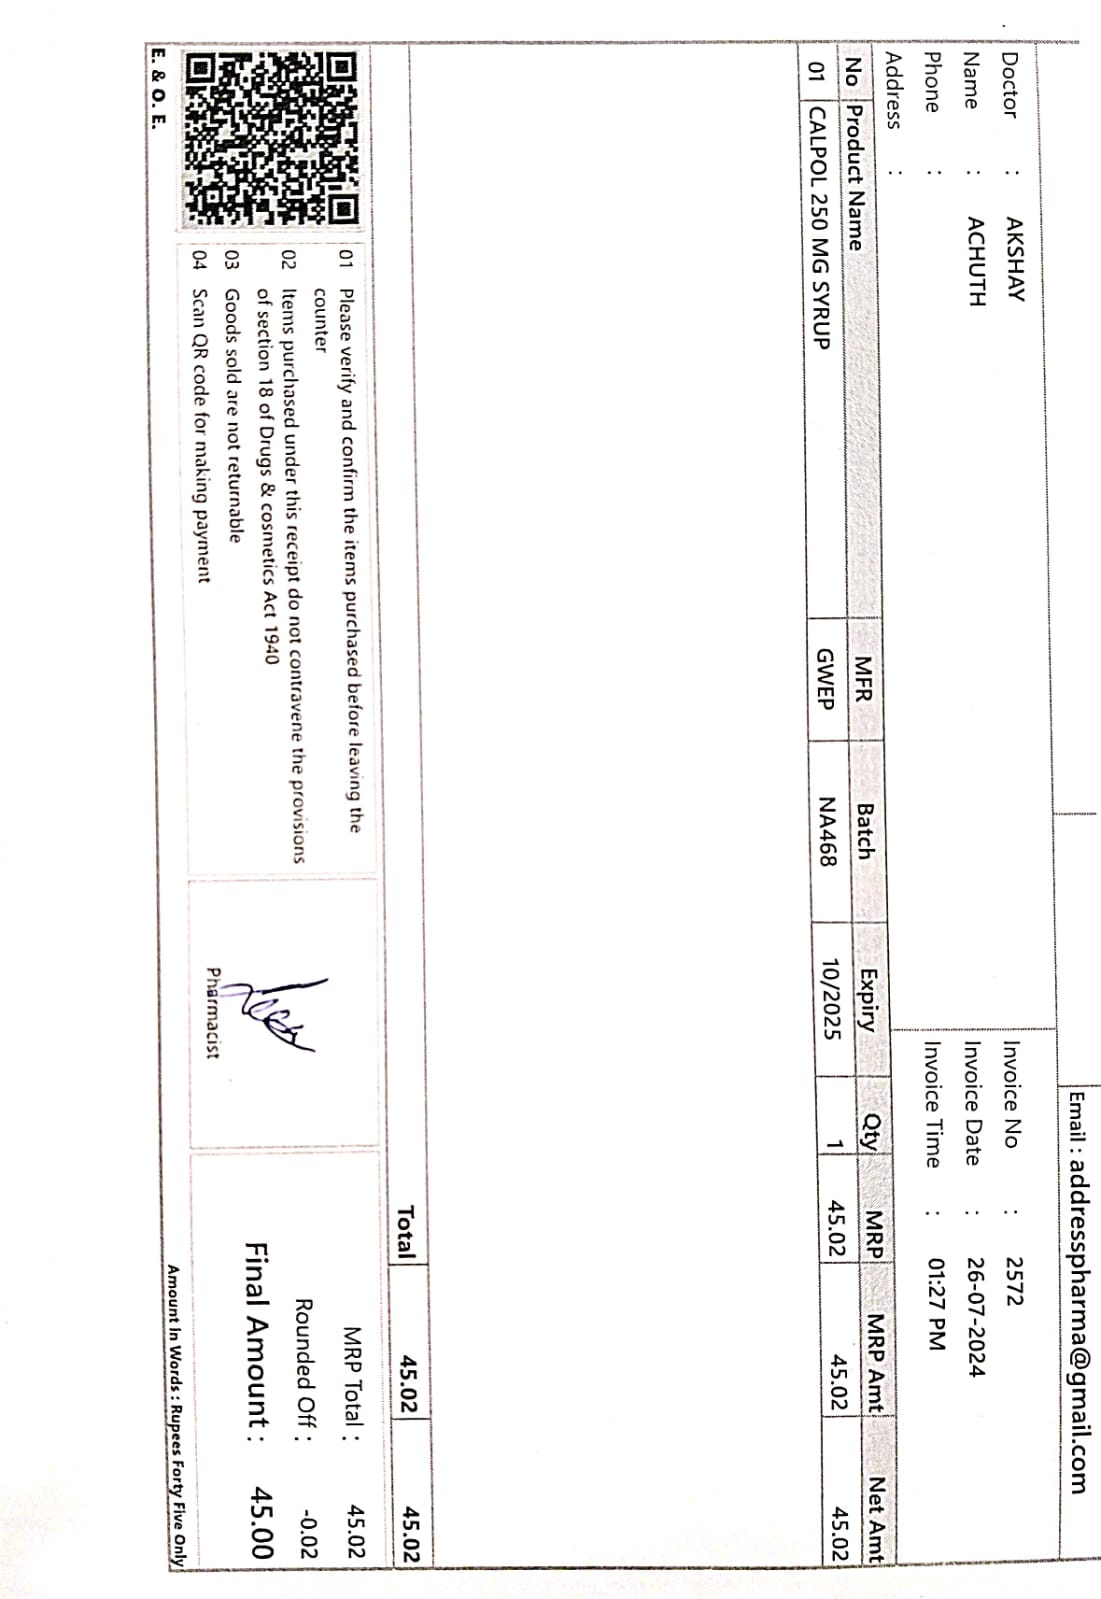 Email : addresspharma@gmail.com
Doctor : AKSHAY
Name : ACHUTH
Phone :
Address :
Invoice No : 2572
Invoice Date : 26-07-2024
Invoice Time : 01:27 PM
No Product Name MFR Batch Expiry Qty MRP MRP Amt Net Amt
01 CALPOL 250 MG SYRUP GWEP NA468 10/2025 1 45.02 45.02 45.02
Total 45.02 45.02
01 Please verify and confirm the items purchased before leaving the
counter
02 Items purchased under this receipt do not contravene the provisions
of section 18 of Drugs & cosmetics Act 1940
03 Goods sold are not returnable
04 Scan QR code for making payment
Pharmacist
MRP Total : 45.02
Rounded Off : -0.02
Final Amount : 45.00
E. & O. E.
Amount In Words : Rupees Forty Five Only